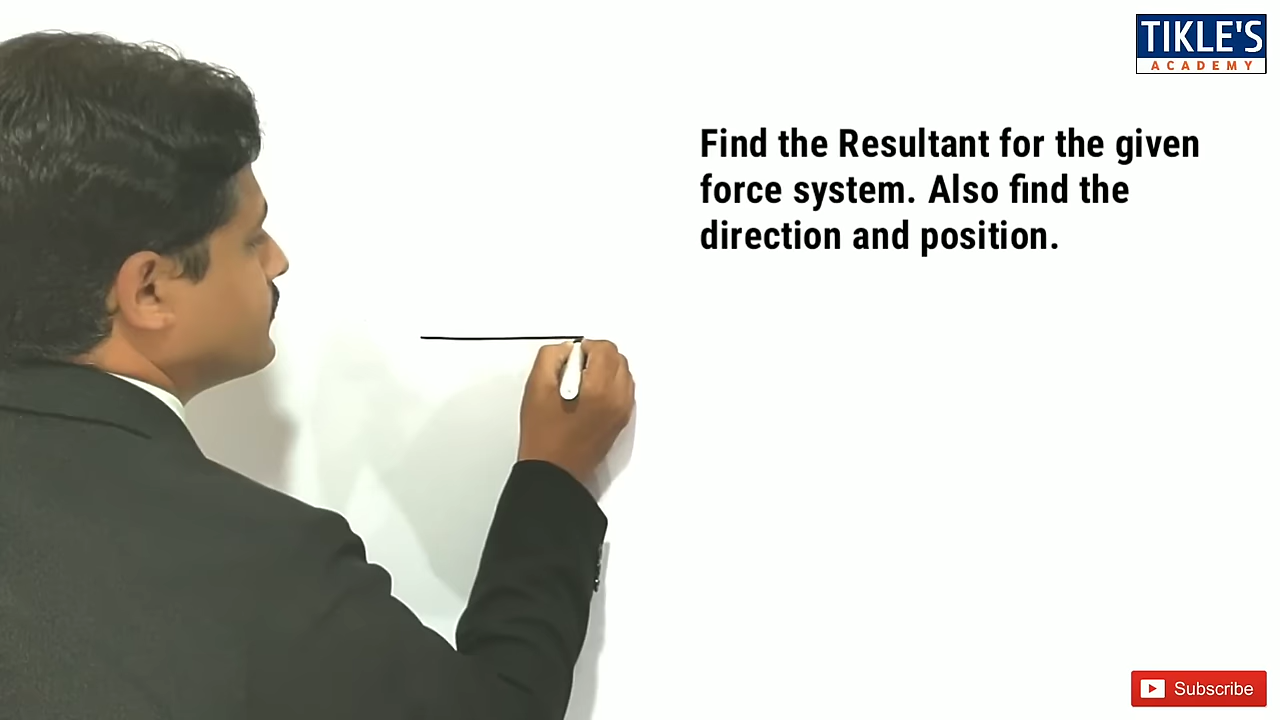 TIKLE'S
ACADEMY
Find the Resultant for the given
force system. Also find the
direction and position.
Subscribe